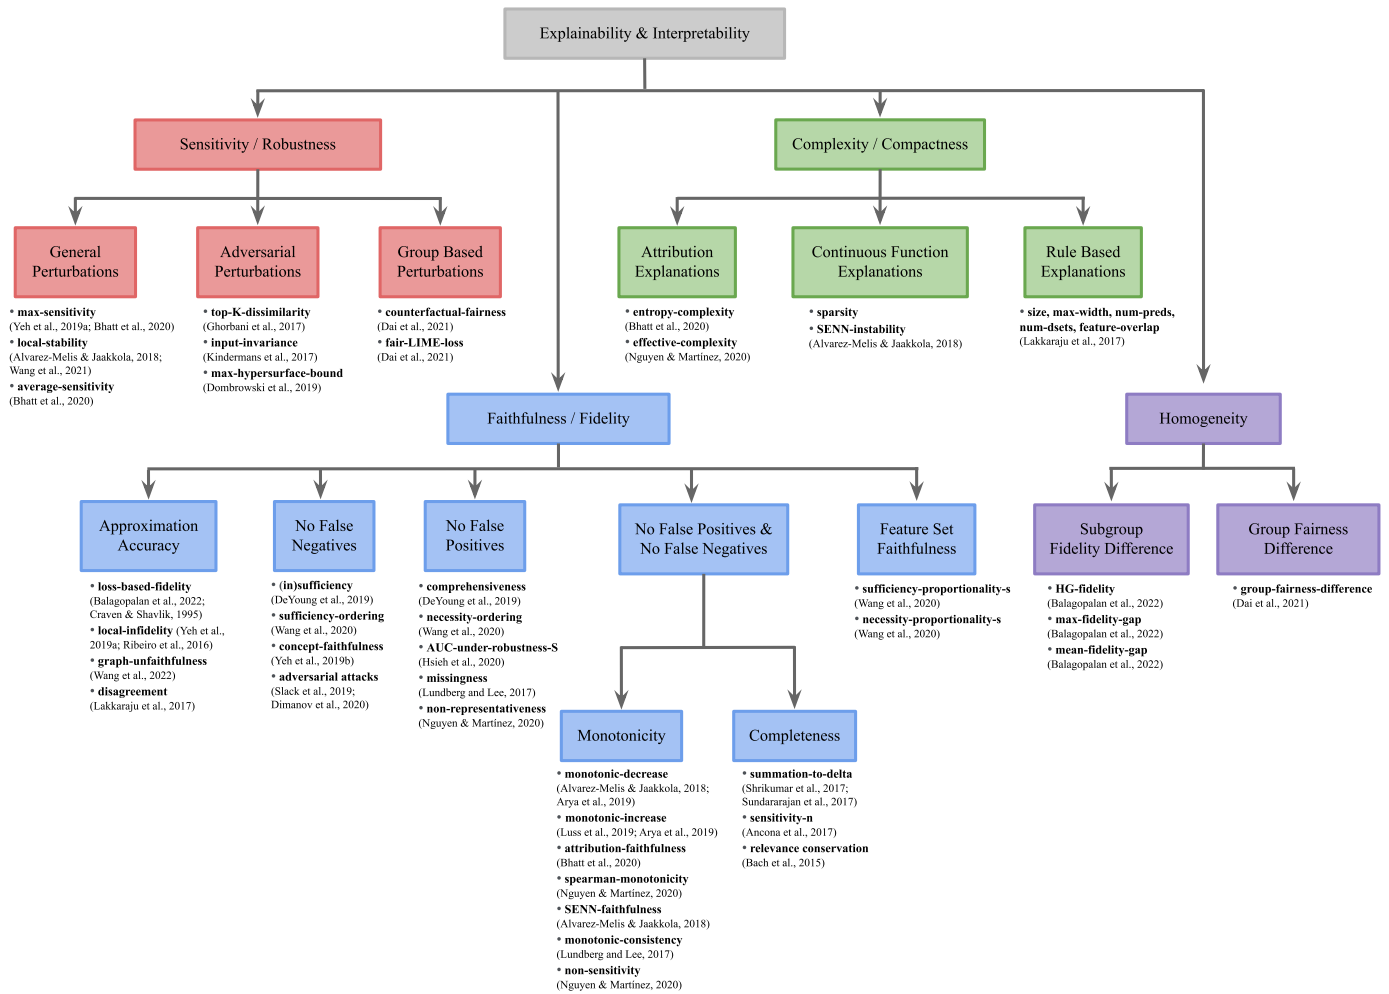 Explainability & Interpretability
Sensitivity / Robustness
Complexity / Compactness
General
Perturbations
Adversarial
Perturbations
Group Based
Perturbations
Attribution
Explanations
Continuous Function
Explanations
Rule Based
Explanations
• max-sensitivity
(Yeh et al., 2019a; Bhatt et al., 2020)
• local-stability
(Alvarez-Melis & Jaakkola, 2018;
Wang et al., 2021)
• average-sensitivity
(Bhatt et al., 2020)
• top-K-dissimilarity
(Ghorbani et al., 2017)
• input-invariance
(Kindermans et al., 2017)
• max-hypersurface-bound
(Dombrowski et al., 2019)
• counterfactual-fairness
(Dai et al., 2021)
• fair-LIME-loss
(Dai et al., 2021)
• entropy-complexity
(Bhatt et al., 2020)
• effective-complexity
(Nguyen & Martínez, 2020)
• sparsity
• SENN-instability
(Alvarez-Melis & Jaakkola, 2018)
• size, max-width, num-preds,
num-dsets, feature-overlap
(Lakkaraju et al., 2017)
Faithfulness / Fidelity
Homogeneity
Approximation
Accuracy
No False
Negatives
No False
Positives
No False Positives &
No False Negatives
Feature Set
Faithfulness
Subgroup
Fidelity Difference
Group Fairness
Difference
• loss-based-fidelity
(Balagopalan et al., 2022;
Craven & Shavlik, 1995)
• local-infidelity (Yeh et al.,
2019a; Ribeiro et al., 2016)
• graph-unfaithfulness
(Wang et al., 2022)
• disagreement
(Lakkaraju et al., 2017)
• (in)sufficiency
(DeYoung et al., 2019)
• sufficiency-ordering
(Wang et al., 2020)
• concept-faithfulness
(Yeh et al., 2019b)
• adversarial attacks
(Slack et al., 2019;
Dimanov et al., 2020)
• comprehensiveness
(DeYoung et al., 2019)
• necessity-ordering
(Wang et al., 2020)
• AUC-under-robustness-S
(Hsieh et al., 2020)
• missingness
(Lundberg and Lee, 2017)
• non-representativeness
(Nguyen & Martínez, 2020)
• sufficiency-proportionality-s
(Wang et al., 2020)
• necessity-proportionality-s
(Wang et al., 2020)
• HG-fidelity
(Balagopalan et al., 2022)
• max-fidelity-gap
(Balagopalan et al., 2022)
• mean-fidelity-gap
(Balagopalan et al., 2022)
• group-fairness-difference
(Dai et al., 2021)
Monotonicity
Completeness
• monotonic-decrease
(Alvarez-Melis & Jaakkola, 2018;
Arya et al., 2019)
• monotonic-increase
(Luss et al., 2019; Arya et al., 2019)
• attribution-faithfulness
(Bhatt et al., 2020)
• spearman-monotonicity
(Nguyen & Martínez, 2020)
• SENN-faithfulness
(Alvarez-Melis & Jaakkola, 2018)
• monotonic-consistency
(Lundberg and Lee, 2017)
• non-sensitivity
(Nguyen & Martínez, 2020)
• summation-to-delta
(Shrikumar et al., 2017;
Sundararajan et al., 2017)
• sensitivity-n
(Ancona et al., 2017)
• relevance conservation
(Bach et al., 2015)